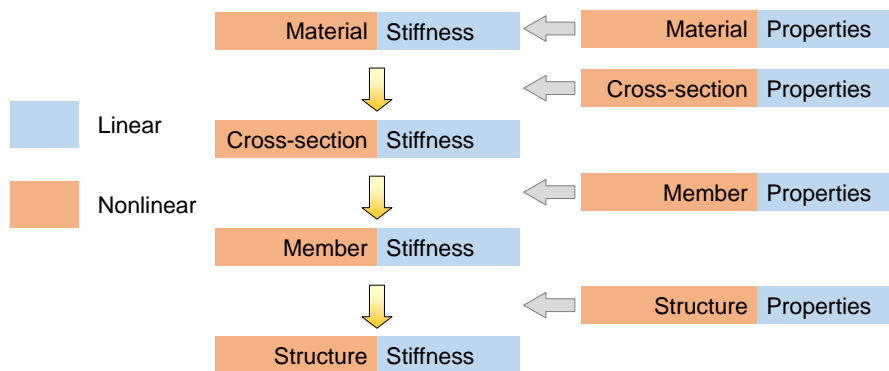 Material Stiffness
Material Properties
Cross-section Properties
Linear
Cross-section Stiffness
Nonlinear
Member Properties
Member Stiffness
Structure Properties
Structure Stiffness